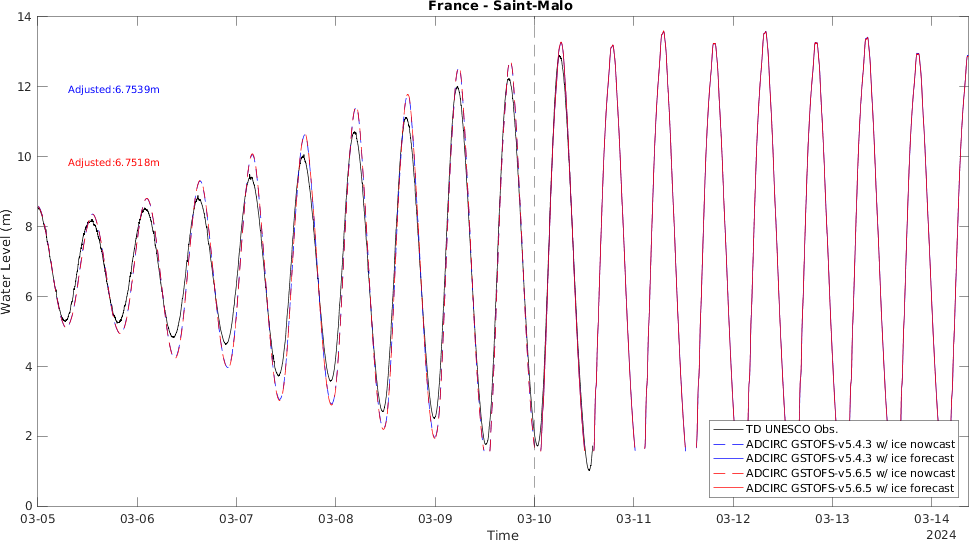 France - Saint-Malo
14
12
10
8
6
4
2
0
Water Level (m)
Adjusted:6.7539m
Adjusted:6.7518m
TD UNESCO Obs.
ADCIRC GSTOFS-v5.4.3 w/ ice nowcast
ADCIRC GSTOFS-v5.4.3 w/ ice forecast
ADCIRC GSTOFS-v5.6.5 w/ ice nowcast
ADCIRC GSTOFS-v5.6.5 w/ ice forecast
03-05 03-06 03-07 03-08 03-09 03-10 03-11 03-12 03-13 03-14
2024
Time